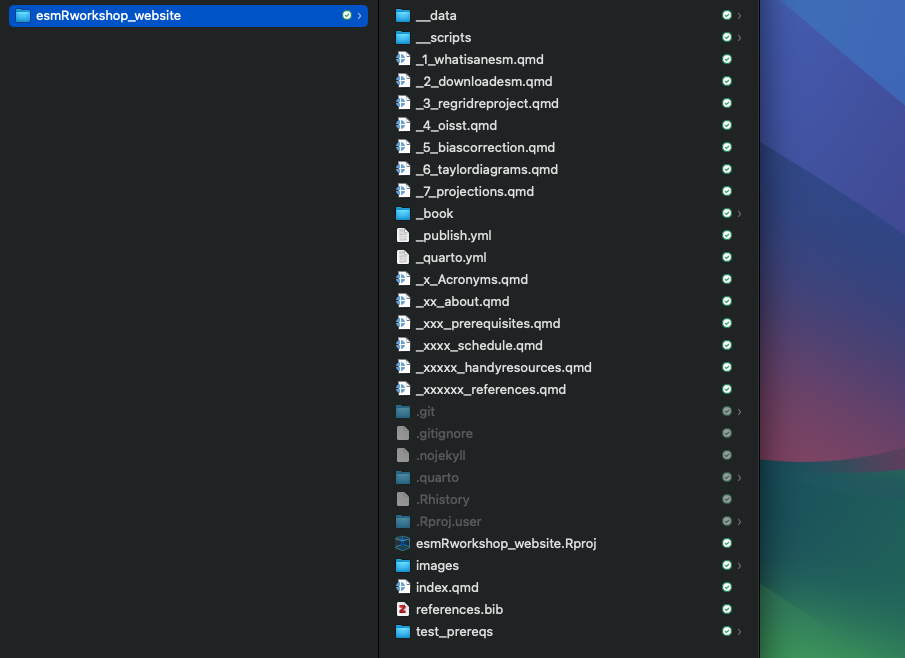 esmRworkshop_website
__data
__scripts
_1_whatisanesm.qmd
_2_downloadesm.qmd
_3_regridreproject.qmd
_4_oisst.qmd
_5_biascorrection.qmd
_6_taylordiagrams.qmd
_7_projections.qmd
_book
_publish.yml
_quarto.yml
_x_Acronyms.qmd
_xx_about.qmd
_xxx_prerequisites.qmd
_xxxx_schedule.qmd
_xxxxx_handyresources.qmd
_xxxxxx_references.qmd
.git
.gitignore
.nojekyll
.quarto
.Rhistory
.Rproj.user
esmRworkshop_website.Rproj
images
index.qmd
references.bib
test_prereqs